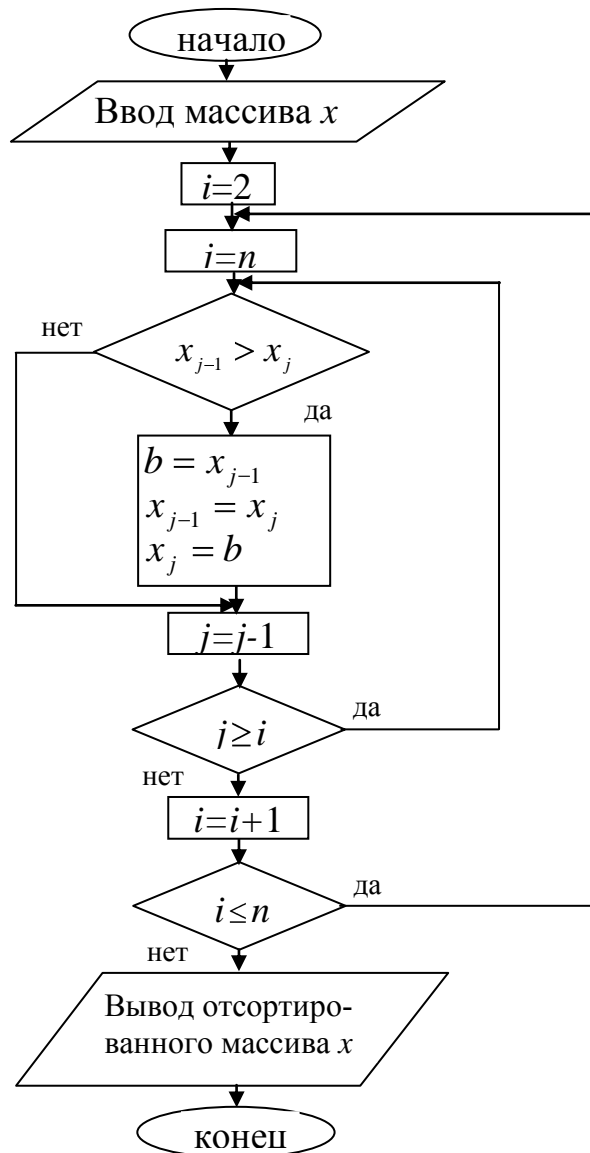 начало
Ввод массива x
i=2
j=n
нет
x_{j-1} > x_j
да
b = x_{j-1}
x_{j-1} = x_j
x_j = b
j=j-1
j≥i
да
нет
i=i+1
i≤n
да
нет
Вывод отсортиро-
ванного массива x
конец